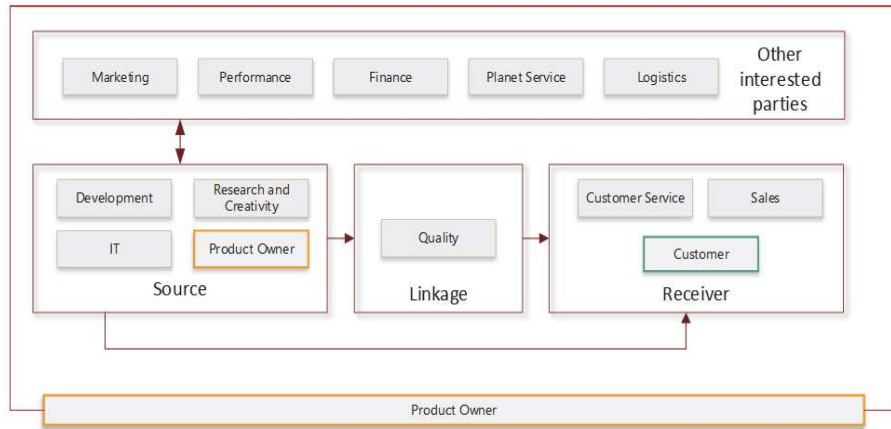 Marketing
Performance
Finance
Planet Service
Logistics
Other
interested
parties
Development
Research and
Creativity
IT
Product Owner
Source
Quality
Linkage
Customer Service
Sales
Customer
Receiver
Product Owner